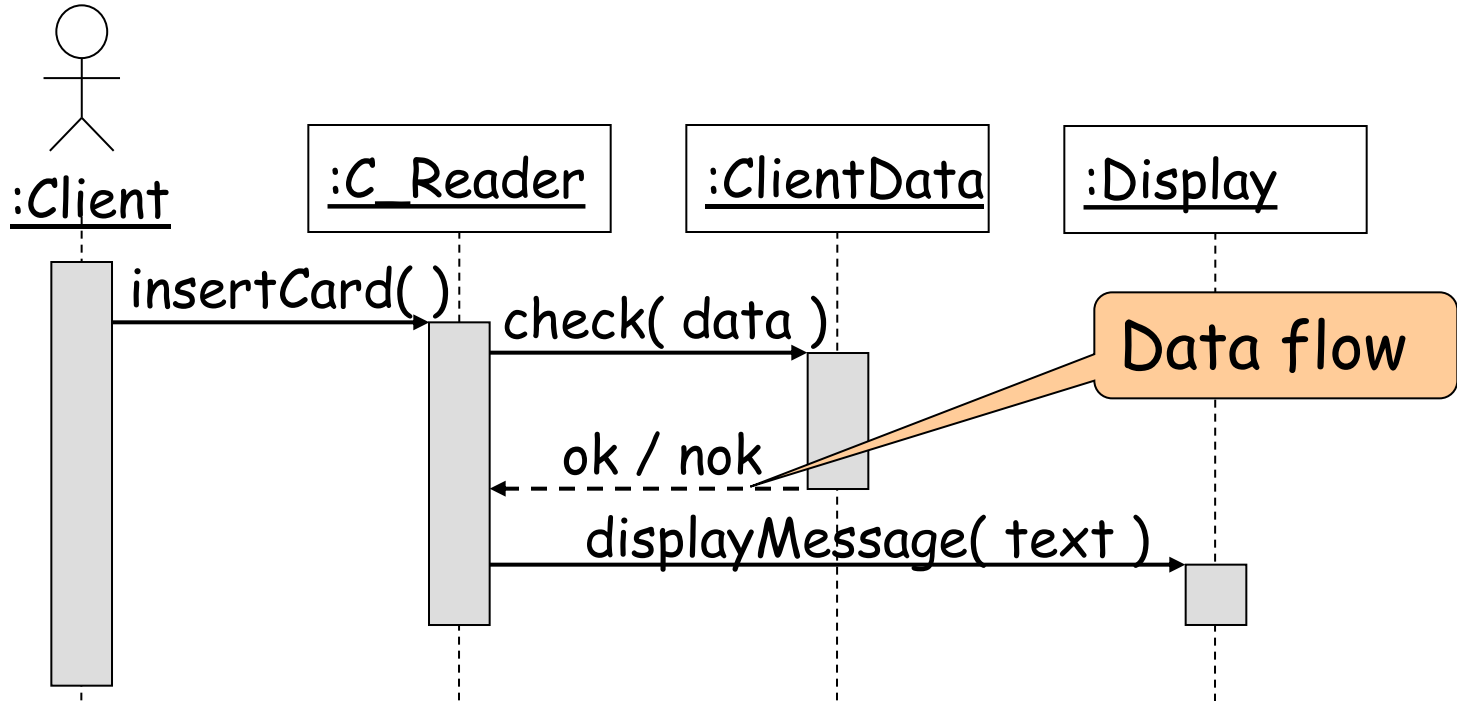 :Client
:C_Reader
:ClientData
:Display
insertCard( )
check( data )
Data flow
ok / nok
displayMessage( text )